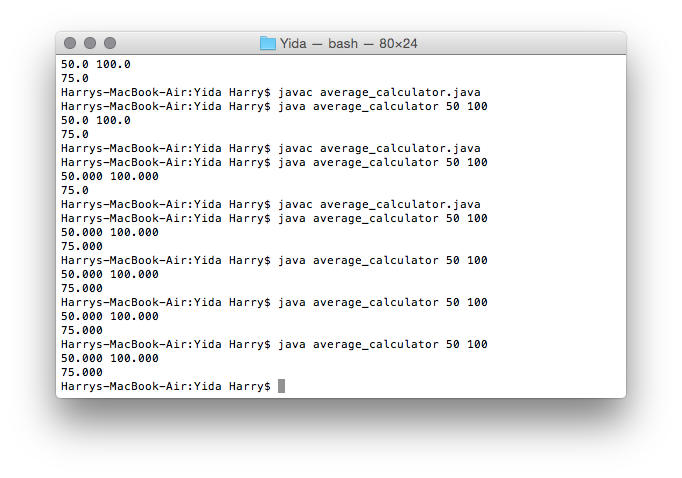 Yida — bash — 80×24
50.0 100.0
75.0
Harrys-MacBook-Air:Yida Harry$ javac average_calculator.java
Harrys-MacBook-Air:Yida Harry$ java average_calculator 50 100
50.0 100.0
75.0
Harrys-MacBook-Air:Yida Harry$ javac average_calculator.java
Harrys-MacBook-Air:Yida Harry$ java average_calculator 50 100
50.000 100.000
75.0
Harrys-MacBook-Air:Yida Harry$ javac average_calculator.java
Harrys-MacBook-Air:Yida Harry$ java average_calculator 50 100
50.000 100.000
75.000
Harrys-MacBook-Air:Yida Harry$ java average_calculator 50 100
50.000 100.000
75.000
Harrys-MacBook-Air:Yida Harry$ java average_calculator 50 100
50.000 100.000
75.000
Harrys-MacBook-Air:Yida Harry$ java average_calculator 50 100
50.000 100.000
75.000
Harrys-MacBook-Air:Yida Harry$